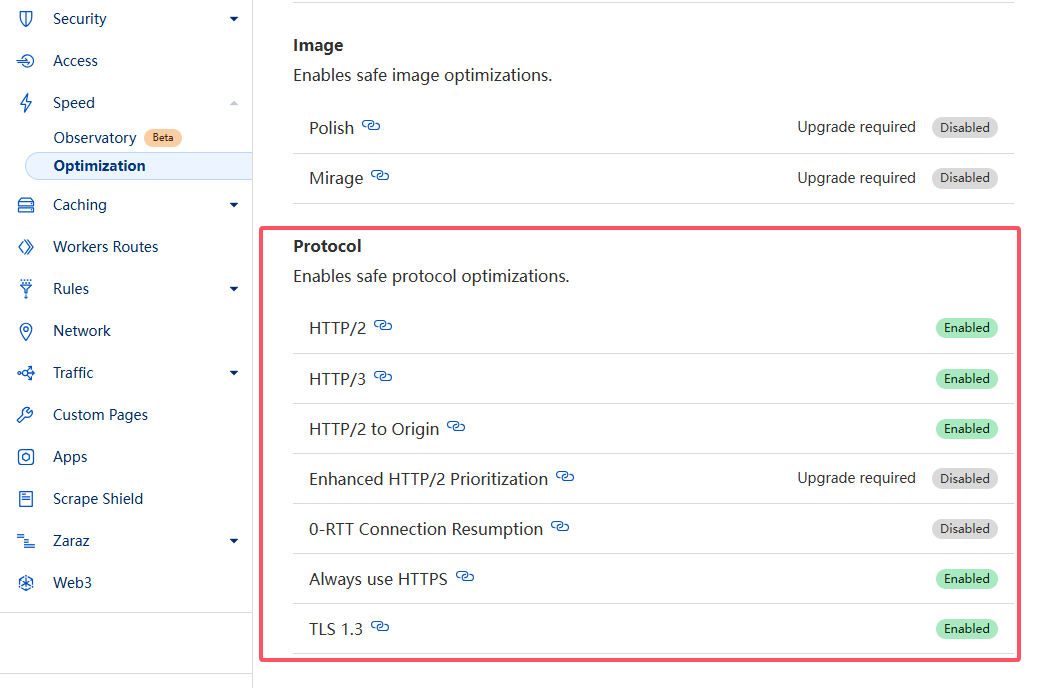 Security
Access
Speed
Observatory Beta
Optimization
Caching
Workers Routes
Rules
Network
Traffic
Custom Pages
Apps
Scrape Shield
Zaraz
Web3
Image
Enables safe image optimizations.
Polish Upgrade required Disabled
Mirage Upgrade required Disabled
Protocol
Enables safe protocol optimizations.
HTTP/2 Enabled
HTTP/3 Enabled
HTTP/2 to Origin Enabled
Enhanced HTTP/2 Prioritization Upgrade required Disabled
0-RTT Connection Resumption Disabled
Always use HTTPS Enabled
TLS 1.3 Enabled